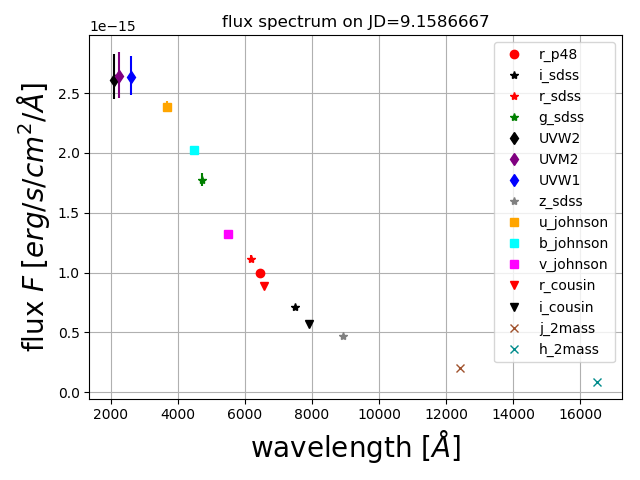 flux spectrum on JD=9.1586667
1e−15
flux F [erg/s/cm²/Å]
2.5
2.0
1.5
1.0
0.5
0.0
r_p48
i_sdss
r_sdss
g_sdss
UVW2
UVM2
UVW1
z_sdss
u_johnson
b_johnson
v_johnson
r_cousin
i_cousin
j_2mass
h_2mass
2000 4000 6000 8000 10000 12000 14000 16000
wavelength [Å]